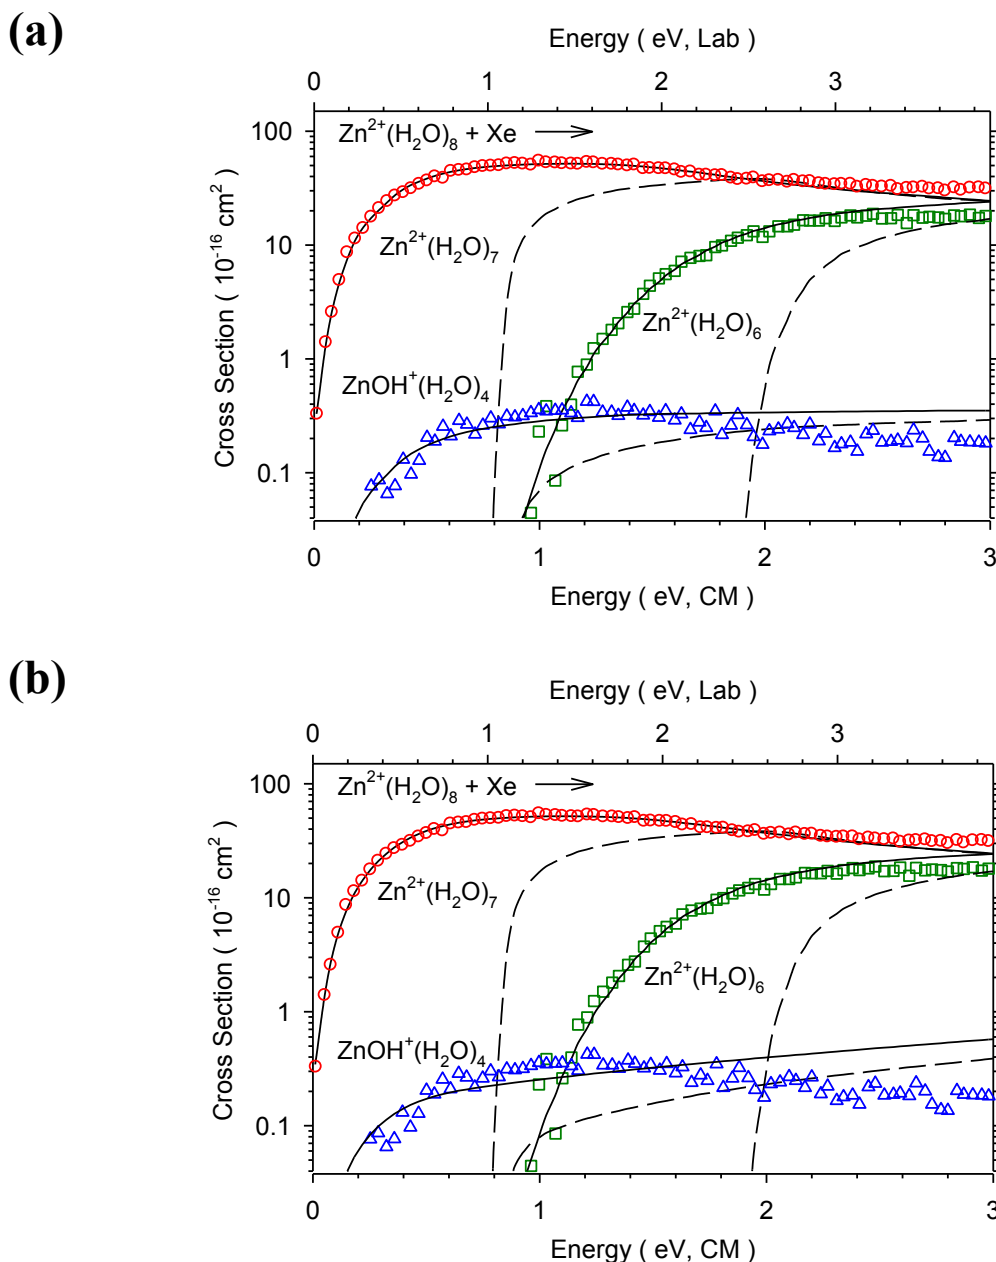 (a)
Energy ( eV, Lab )
0 1 2 3
Zn²⁺(H₂O)₈ + Xe
100
10
1
0.1
Cross Section ( 10⁻¹⁶ cm² )
Zn²⁺(H₂O)₇
Zn²⁺(H₂O)₆
ZnOH⁺(H₂O)₄
0 1 2 3
Energy ( eV, CM )
(b)
Energy ( eV, Lab )
0 1 2 3
Zn²⁺(H₂O)₈ + Xe
100
10
1
0.1
Cross Section ( 10⁻¹⁶ cm² )
Zn²⁺(H₂O)₇
Zn²⁺(H₂O)₆
ZnOH⁺(H₂O)₄
0 1 2 3
Energy ( eV, CM )